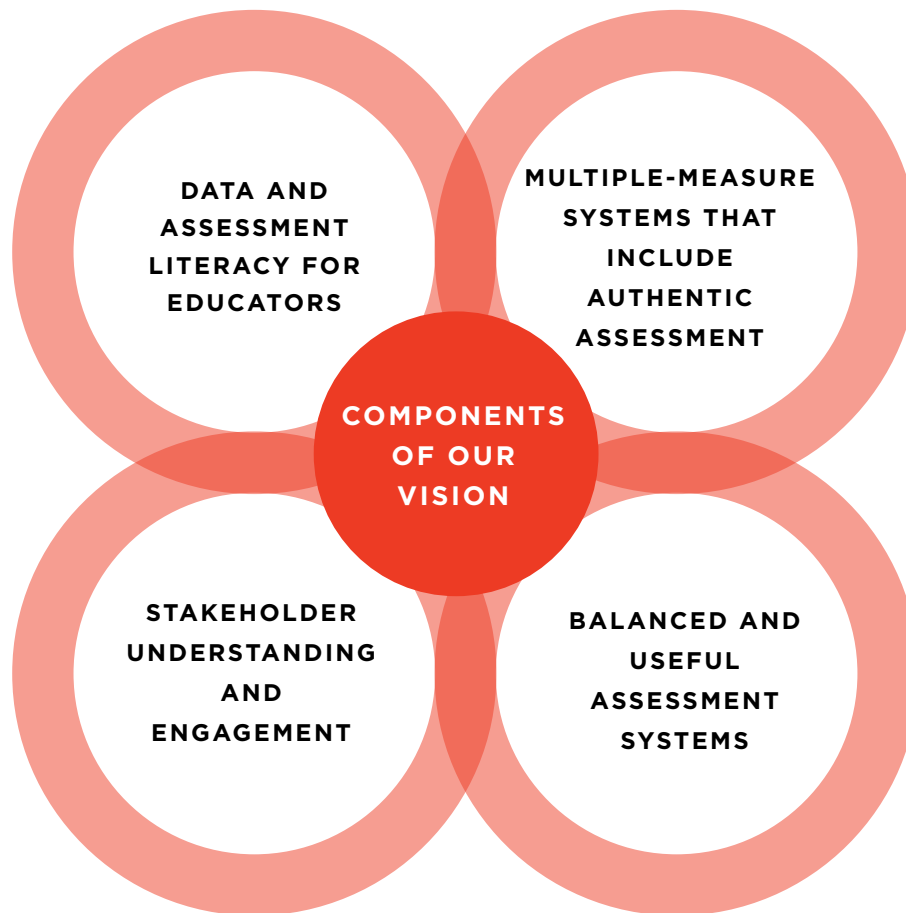 DATA AND
ASSESSMENT
LITERACY FOR
EDUCATORS
MULTIPLE-MEASURE
SYSTEMS THAT
INCLUDE
AUTHENTIC
ASSESSMENT
COMPONENTS
OF OUR
VISION
STAKEHOLDER
UNDERSTANDING
AND
ENGAGEMENT
BALANCED AND
USEFUL
ASSESSMENT
SYSTEMS